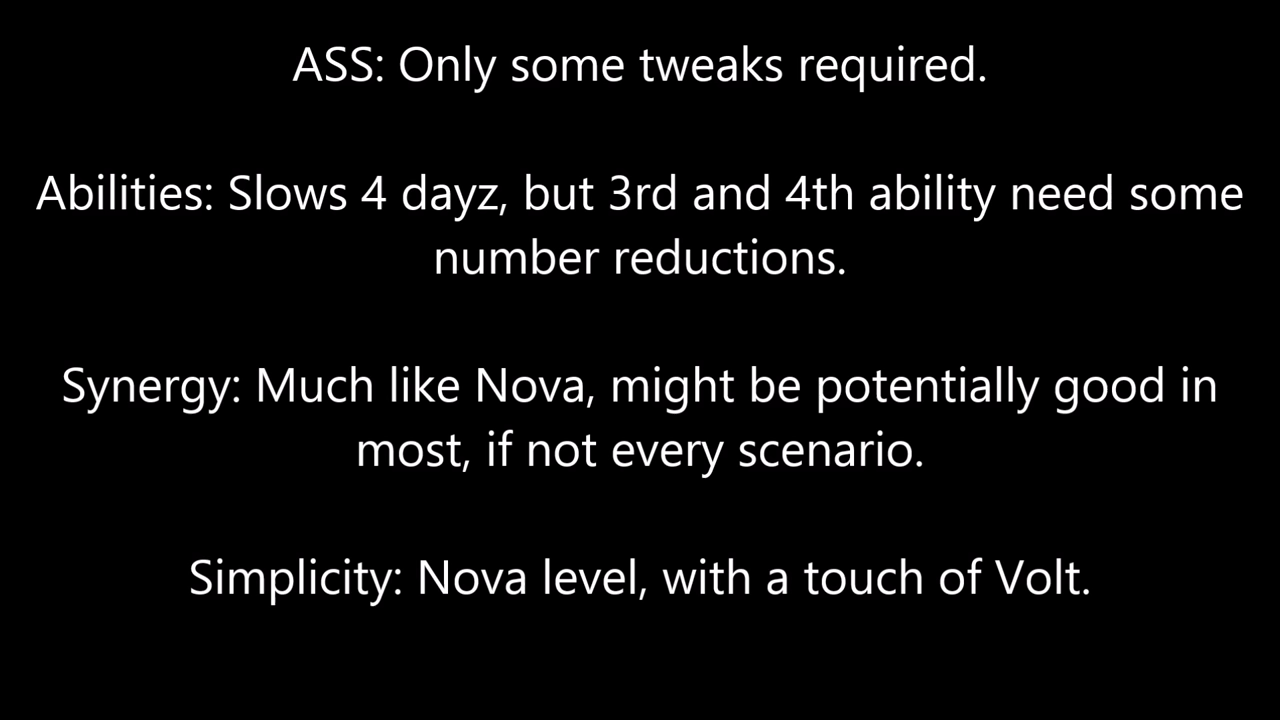 ASS: Only some tweaks required.
Abilities: Slows 4 dayz, but 3rd and 4th ability need some
number reductions.
Synergy: Much like Nova, might be potentially good in
most, if not every scenario.
Simplicity: Nova level, with a touch of Volt.